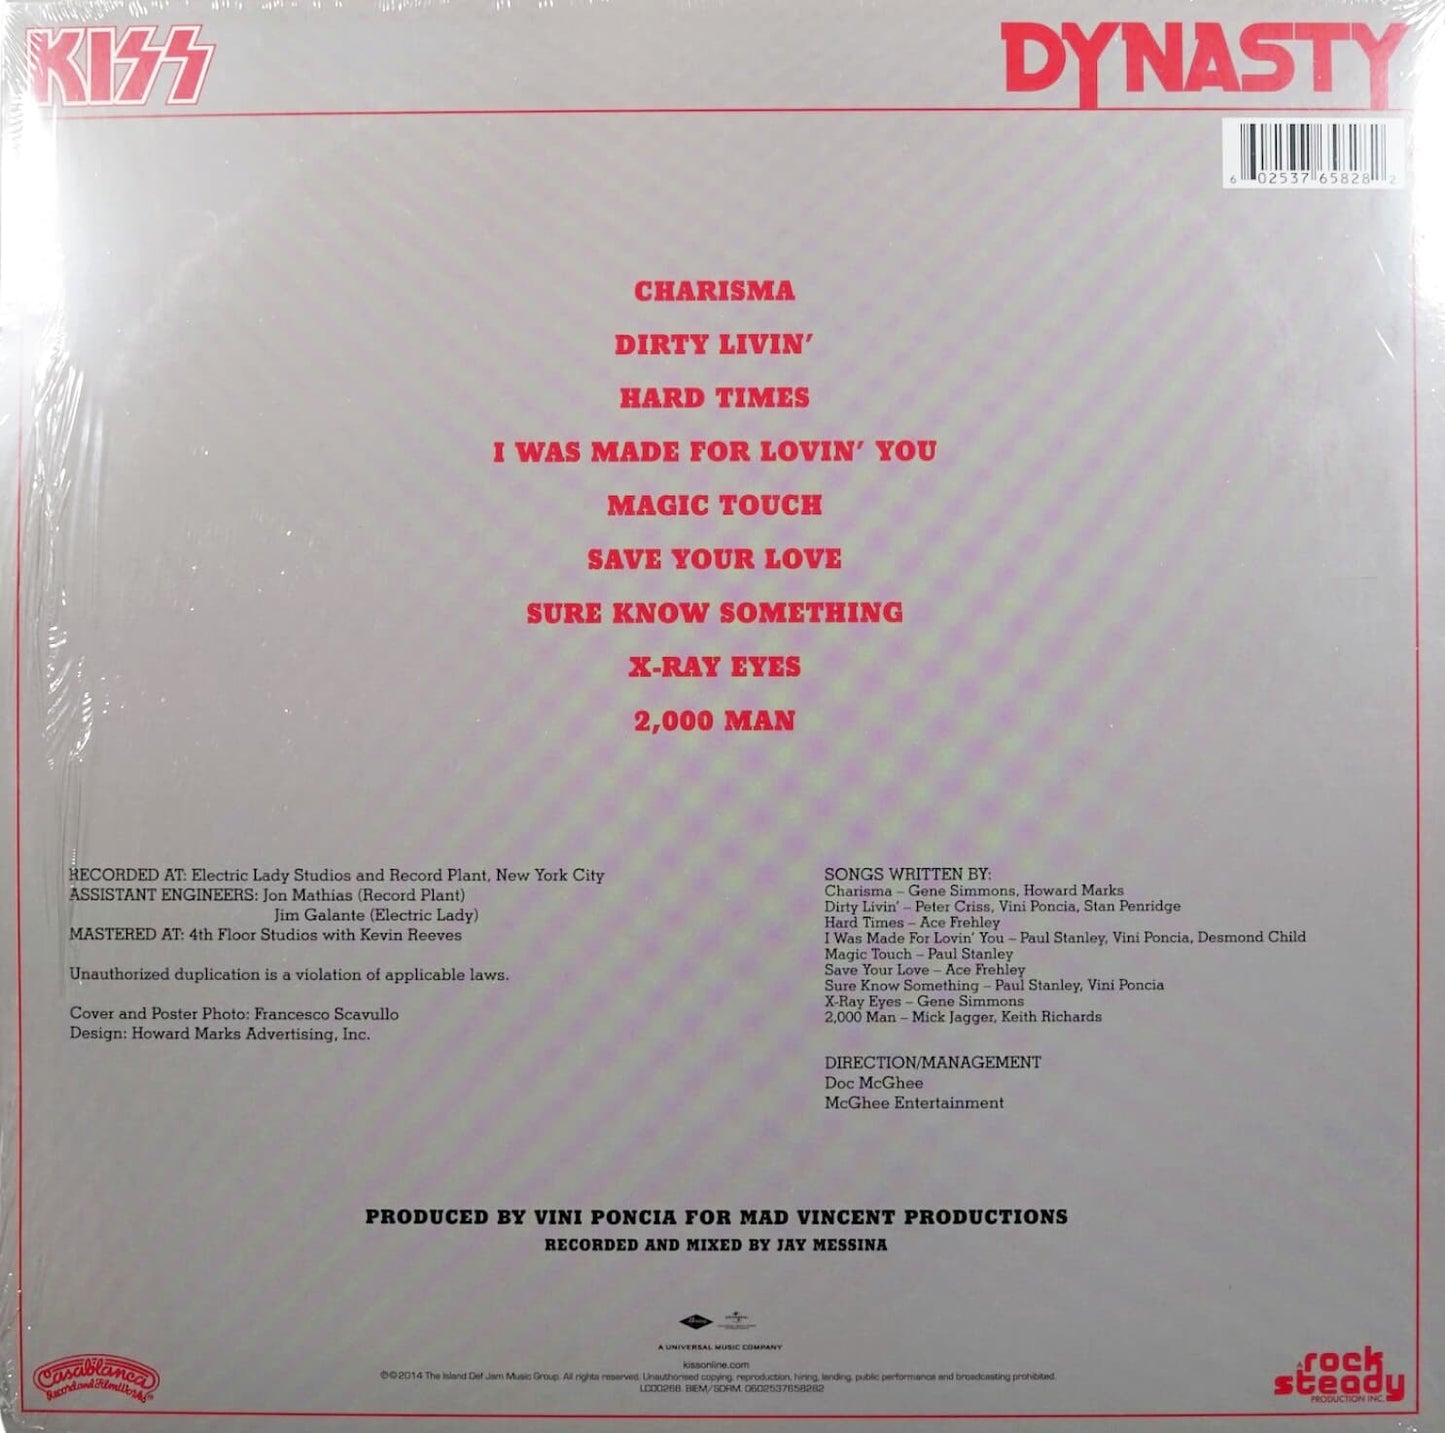 KISS
DYNASTY
6 02537 65828 2
CHARISMA
DIRTY LIVIN'
HARD TIMES
I WAS MADE FOR LOVIN' YOU
MAGIC TOUCH
SAVE YOUR LOVE
SURE KNOW SOMETHING
X-RAY EYES
2,000 MAN
RECORDED AT: Electric Lady Studios and Record Plant, New York City
ASSISTANT ENGINEERS: Jon Mathias (Record Plant)
Jim Galante (Electric Lady)
MASTERED AT: 4th Floor Studios with Kevin Reeves
Unauthorized duplication is a violation of applicable laws.
Cover and Poster Photo: Francesco Scavullo
Design: Howard Marks Advertising, Inc.
SONGS WRITTEN BY:
Charisma – Gene Simmons, Howard Marks
Dirty Livin' – Peter Criss, Vini Poncia, Stan Penridge
Hard Times – Ace Frehley
I Was Made For Lovin' You – Paul Stanley, Vini Poncia, Desmond Child
Magic Touch – Paul Stanley
Save Your Love – Ace Frehley
Sure Know Something – Paul Stanley, Vini Poncia
X-Ray Eyes – Gene Simmons
2,000 Man – Mick Jagger, Keith Richards
DIRECTION/MANAGEMENT
Doc McGhee
McGhee Entertainment
PRODUCED BY VINI PONCIA FOR MAD VINCENT PRODUCTIONS
RECORDED AND MIXED BY JAY MESSINA
A UNIVERSAL MUSIC COMPANY
kissonline.com
℗©2014 The Island Def Jam Music Group. All rights reserved. Unauthorised copying, reproduction, hiring, lending, public performance and broadcasting prohibited.
LC00268. BIEM/SDRM. 0602537658282
Casablanca
Record and FilmWorks
A rock
steady
PRODUCTION INC.